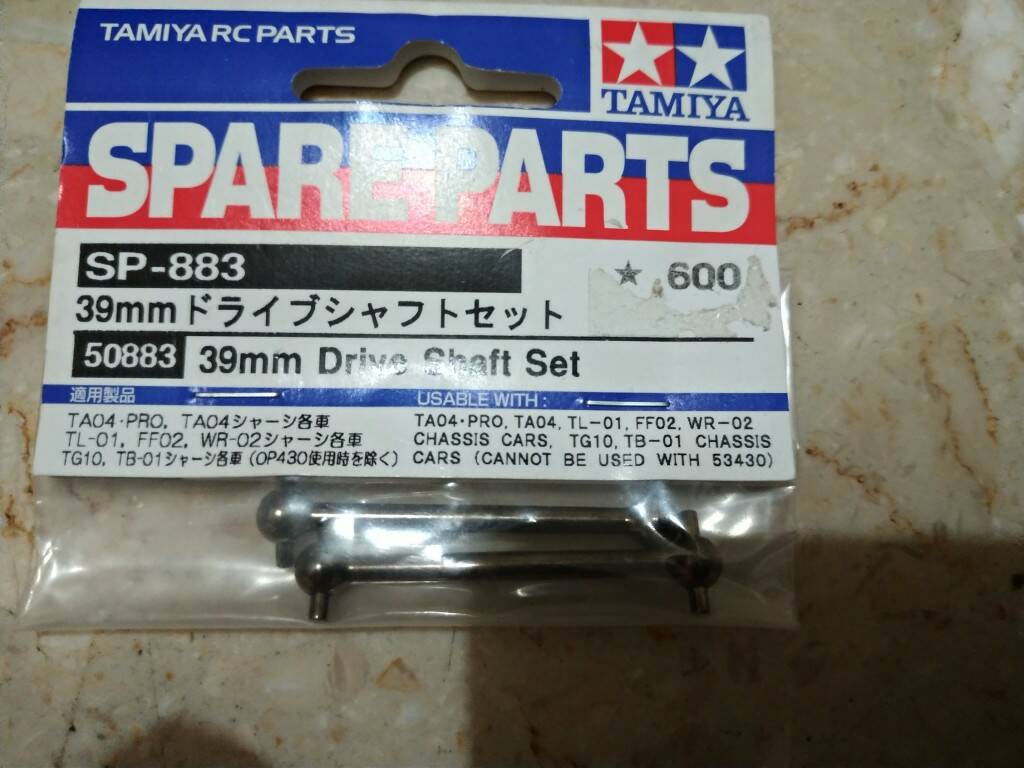 TAMIYA RC PARTS
TAMIYA
SPARE PARTS
SP-883
★ 600
39mmドライブシャフトセット
50883 39mm Drive Shaft Set
適用製品
TA04・PRO, TA04シャーシ各車
TL-01, FF02, WR-02シャーシ各車
TG10, TB-01シャーシ各車 (OP430使用時を除く)
USABLE WITH:
TA04・PRO, TA04, TL-01, FF02, WR-02
CHASSIS CARS, TG10, TB-01 CHASSIS
CARS (CANNOT BE USED WITH 53430)